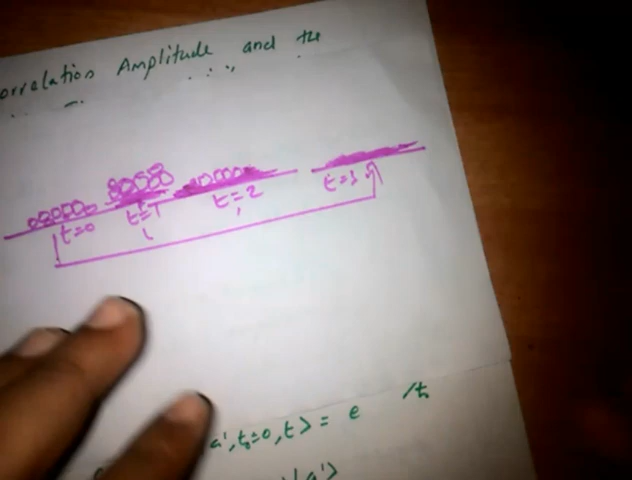 orrelation Amplitude and the
t=0 t=1 t=2 t=3
a',t₀=0,t> = e /ħ
|a'>